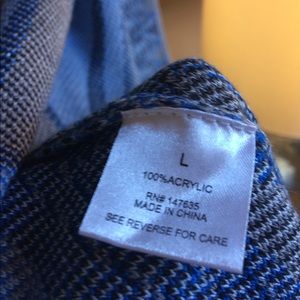 L
100%ACRYLIC
RN# 147635
MADE IN CHINA
SEE REVERSE FOR CARE